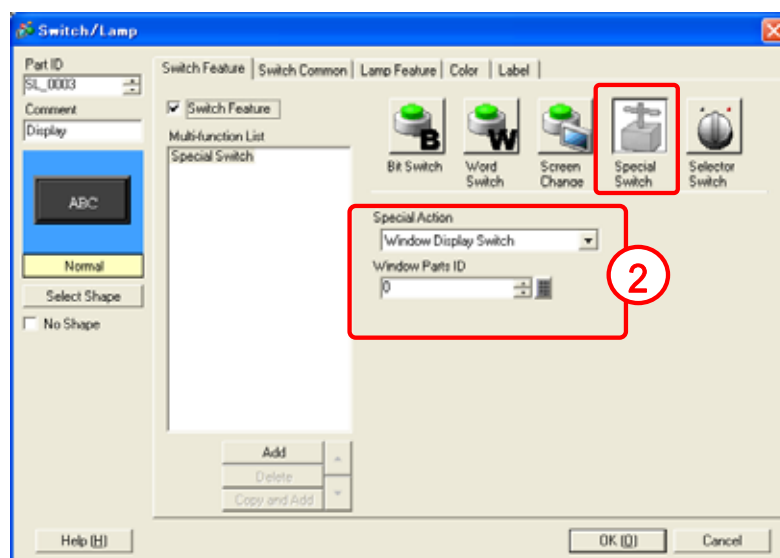 Switch/Lamp
Part ID
SL_0003
Comment
Display
ABC
Normal
Select Shape
No Shape
Switch Feature
Switch Common
Lamp Feature
Color
Label
Switch Feature
Multi-function List
Special Switch
Bit Switch
Word
Switch
Screen
Change
Special
Switch
Selector
Switch
B
W
Special Action
Window Display Switch
Window Parts ID
0
2
Add
Delete
Copy and Add
Help (H)
OK (O)
Cancel